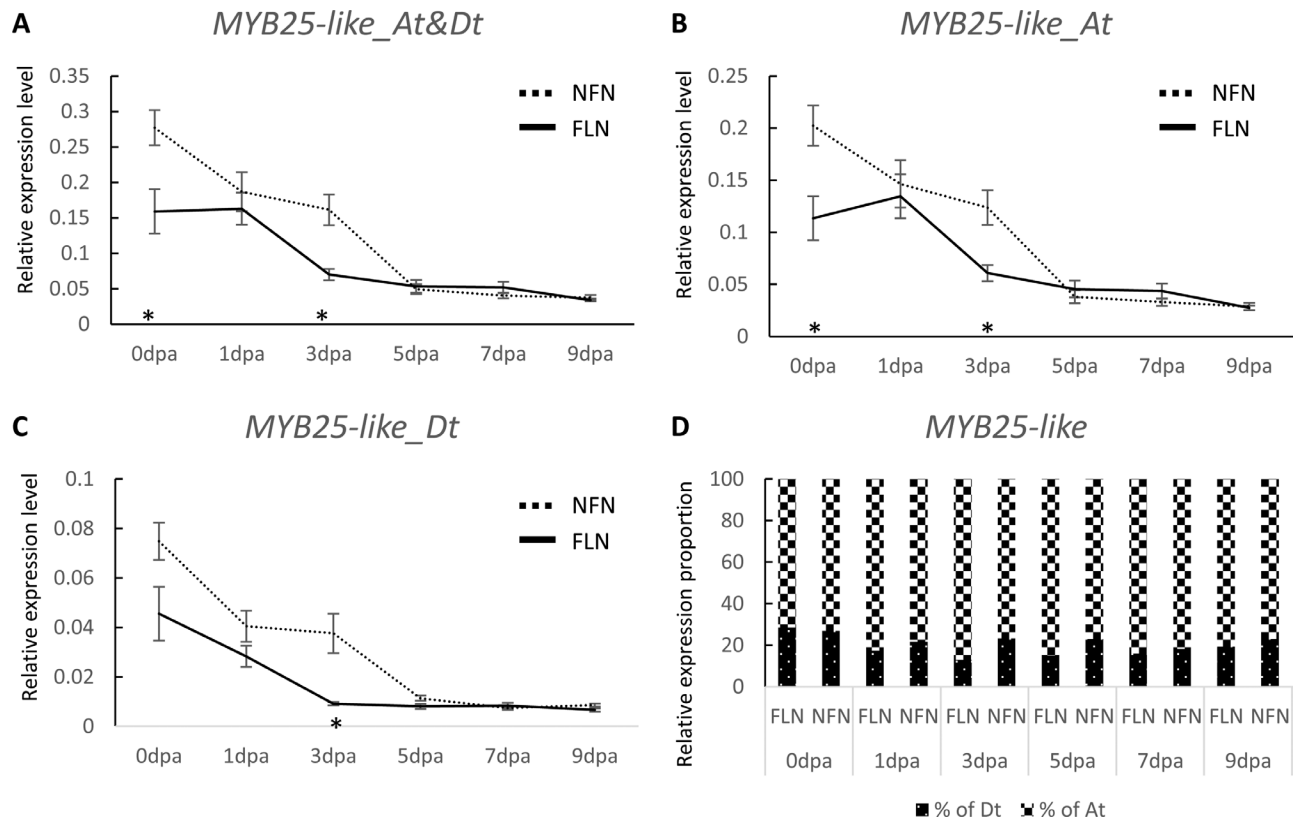 A
MYB25-like_At&Dt
Relative expression level
0.35
0.3
0.25
0.2
0.15
0.1
0.05
0
NFN
FLN
* *
0dpa 1dpa 3dpa 5dpa 7dpa 9dpa
B
MYB25-like_At
Relative expression level
0.25
0.2
0.15
0.1
0.05
0
NFN
FLN
* *
0dpa 1dpa 3dpa 5dpa 7dpa 9dpa
C
MYB25-like_Dt
Relative expression level
0.1
0.08
0.06
0.04
0.02
0
NFN
FLN
*
0dpa 1dpa 3dpa 5dpa 7dpa 9dpa
D
MYB25-like
Relative expression proportion
100
80
60
40
20
0
FLN NFN FLN NFN FLN NFN FLN NFN FLN NFN FLN NFN
0dpa 1dpa 3dpa 5dpa 7dpa 9dpa
% of Dt % of At